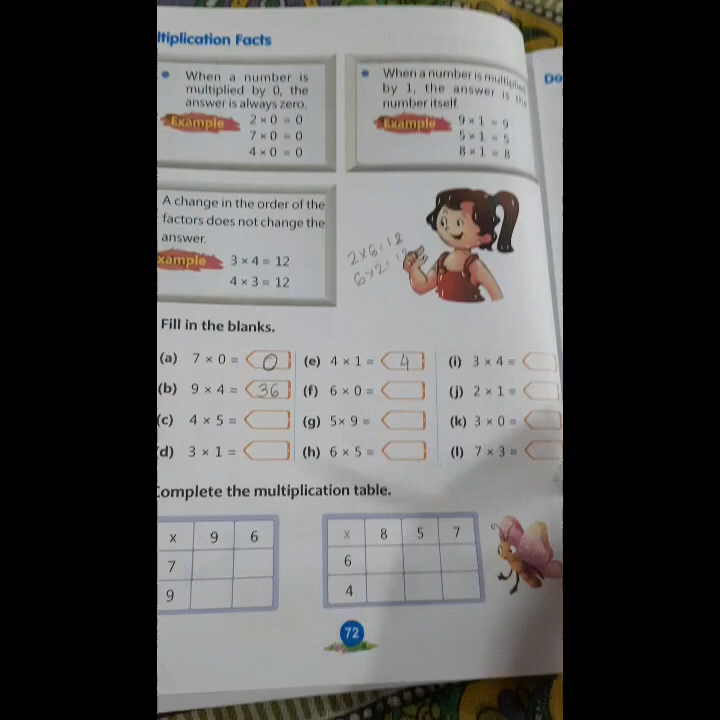 ltiplication Facts
When a number is
multiplied by 0, the
answer is always zero.
Example 2 × 0 = 0
7 × 0 = 0
4 × 0 = 0
When a number is multiplied
by 1, the answer is the
number itself.
Example 9 × 1 = 9
5 × 1 = 5
8 × 1 = 8
A change in the order of the
factors does not change the
answer.
xample 3 × 4 = 12
4 × 3 = 12
2×6=12
6×2=12
Fill in the blanks.
(a) 7 × 0 = 0 (e) 4 × 1 = 4 (i) 3 × 4 =
(b) 9 × 4 = 36 (f) 6 × 0 = (j) 2 × 1 =
(c) 4 × 5 = (g) 5× 9 = (k) 3 × 0 =
d) 3 × 1 = (h) 6 × 5 = (l) 7 × 3 =
Complete the multiplication table.
x 9 6
7
9
x 8 5 7
6
4
72